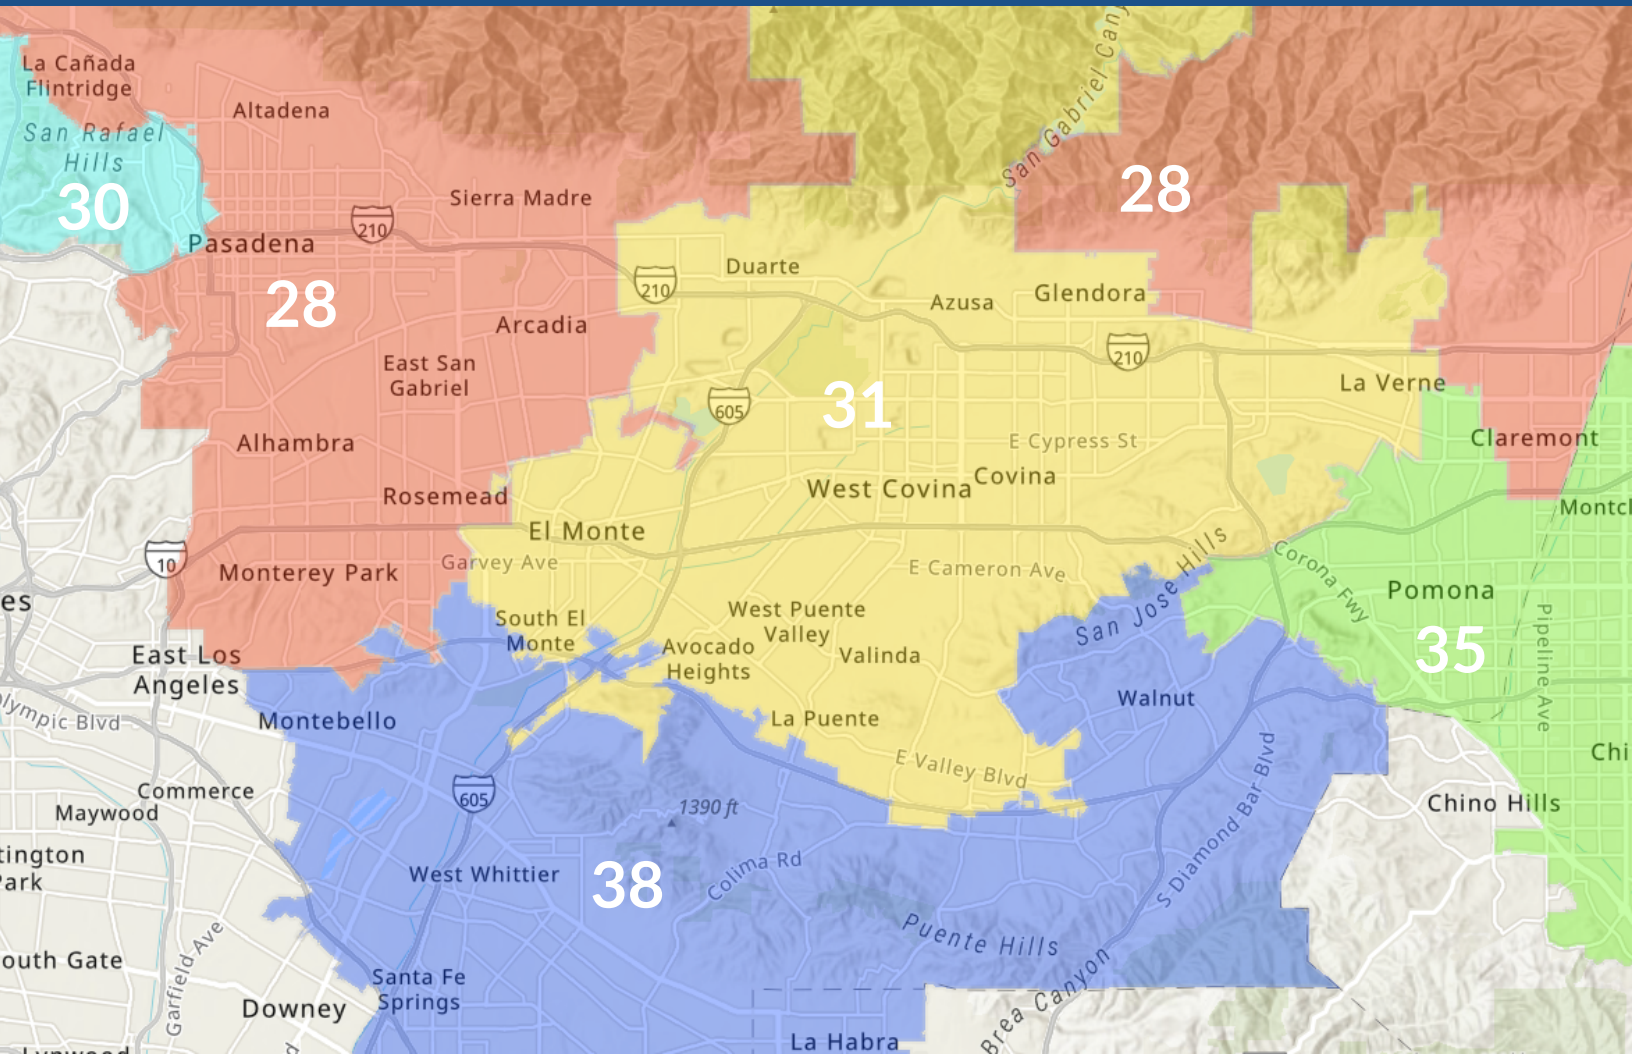 La Cañada
Flintridge
San Rafael
Hills
30
Altadena
Sierra Madre
210
Pasadena
28
Arcadia
East San
Gabriel
Alhambra
Rosemead
10
Monterey Park
San Gabriel Cany
28
210
Duarte
Azusa
Glendora
210
605
31
La Verne
E Cypress St
Covina
West Covina
El Monte
Garvey Ave
E Cameron Ave
Claremont
Montcl
San Jose Hills
Corona Fwy
Pomona
35
Pipeline Ave
South El
Monte
West Puente
Valley
Avocado
Heights
Valinda
es
East Los
Angeles
Olympic Blvd
Montebello
La Puente
Walnut
E Valley Blvd
Chi
Commerce
Maywood
605
1390 ft
S Diamond Bar Blvd
Chino Hills
tington
Park
West Whittier
38
Colima Rd
Puente Hills
outh Gate
Garfield Ave
Santa Fe
Springs
Downey
Brea Canyon
La Habra
Lynwood
d